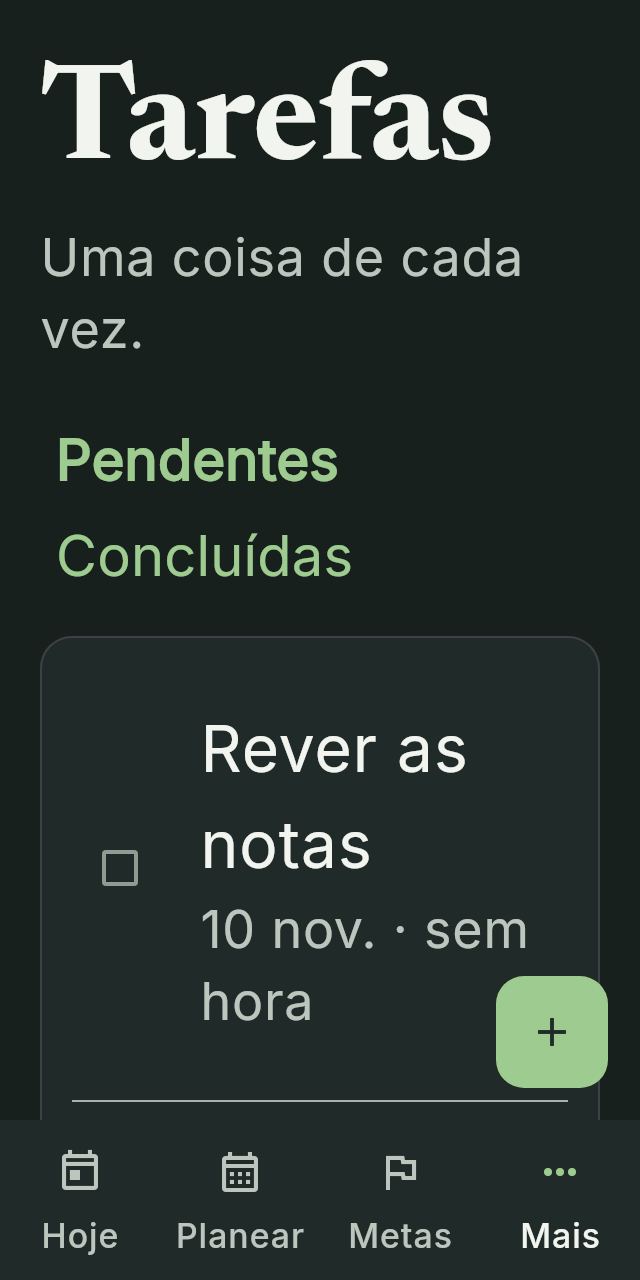 Tarefas
Uma coisa de cada
vez.
Pendentes
Concluídas
Rever as
notas
10 nov. · sem
hora
+
Hoje
Planear
Metas
Mais